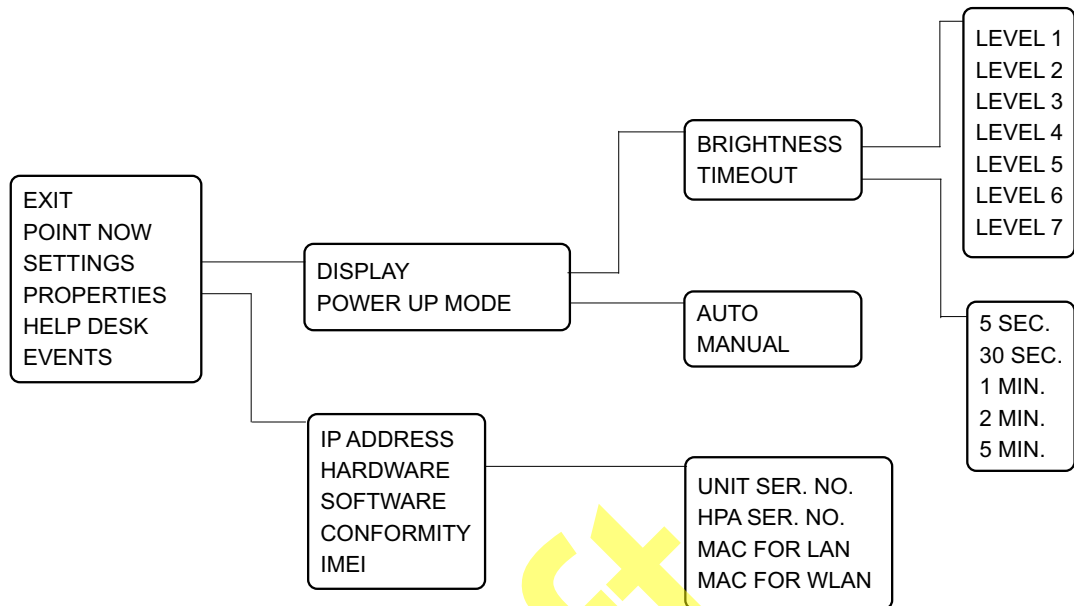 EXIT
POINT NOW
SETTINGS
PROPERTIES
HELP DESK
EVENTS
DISPLAY
POWER UP MODE
BRIGHTNESS
TIMEOUT
LEVEL 1
LEVEL 2
LEVEL 3
LEVEL 4
LEVEL 5
LEVEL 6
LEVEL 7
5 SEC.
30 SEC.
1 MIN.
2 MIN.
5 MIN.
AUTO
MANUAL
IP ADDRESS
HARDWARE
SOFTWARE
CONFORMITY
IMEI
UNIT SER. NO.
HPA SER. NO.
MAC FOR LAN
MAC FOR WLAN